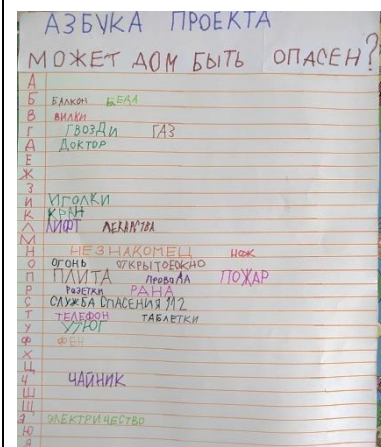 АЗБУКА ПРОЕКТА
МОЖЕТ ДОМ БЫТЬ ОПАСЕН?
А
Б БАЛКОН БЕДА
В ВИЛКИ
Г ГВОЗДИ ГАЗ
Д ДОКТОР
Е
Ж
З
И ИГОЛКИ
К КРАН
Л ЛИФТ ЛЕКАРСТВА
М
Н НЕЗНАКОМЕЦ НОЖ
О ОГОНЬ ОТКРЫТОЕ ОКНО
П ПЛИТА ПРОВОДА ПОЖАР
Р РОЗЕТКИ РАНА
С СЛУЖБА СПАСЕНИЯ 112
Т ТЕЛЕФОН ТАБЛЕТКИ
У УТЮГ
Ф ФЕН
Х
Ц
Ч ЧАЙНИК
Ш
Щ
Э ЭЛЕКТРИЧЕСТВО
Ю
Я